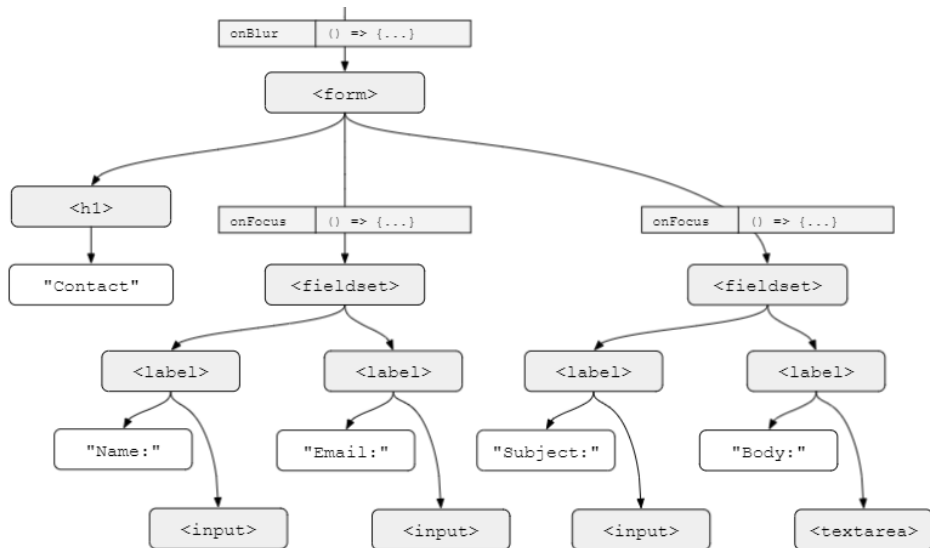 onBlur () => {...}
<form>
<h1>
onFocus () => {...}
onFocus () => {...}
"Contact"
<fieldset>
<fieldset>
<label>
<label>
<label>
<label>
"Name:"
"Email:"
"Subject:"
"Body:"
<input>
<input>
<input>
<textarea>